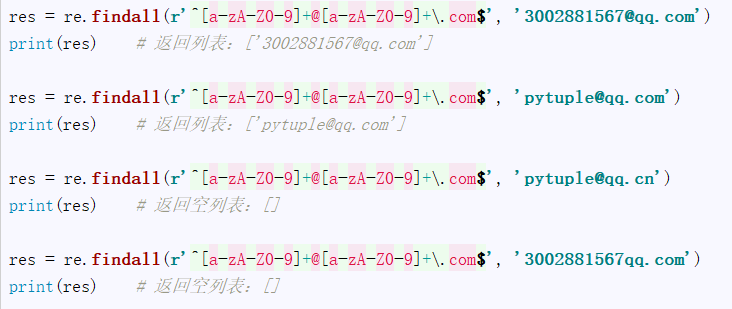 res = re.findall(r'^[a-zA-Z0-9]+@[a-zA-Z0-9]+\.com$', '3002881567@qq.com')
print(res)    # 返回列表：['3002881567@qq.com']
res = re.findall(r'^[a-zA-Z0-9]+@[a-zA-Z0-9]+\.com$', 'pytuple@qq.com')
print(res)    # 返回列表：['pytuple@qq.com']
res = re.findall(r'^[a-zA-Z0-9]+@[a-zA-Z0-9]+\.com$', 'pytuple@qq.cn')
print(res)    # 返回空列表：[]
res = re.findall(r'^[a-zA-Z0-9]+@[a-zA-Z0-9]+\.com$', '3002881567qq.com')
print(res)    # 返回空列表：[]